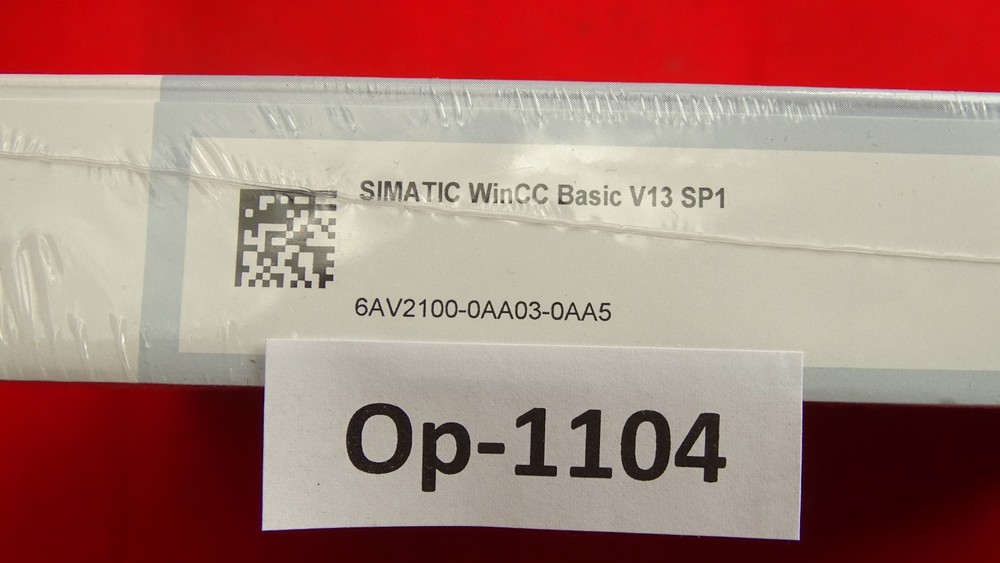 SIMATIC WinCC Basic V13 SP1
6AV2100-0AA03-0AA5
Op-1104